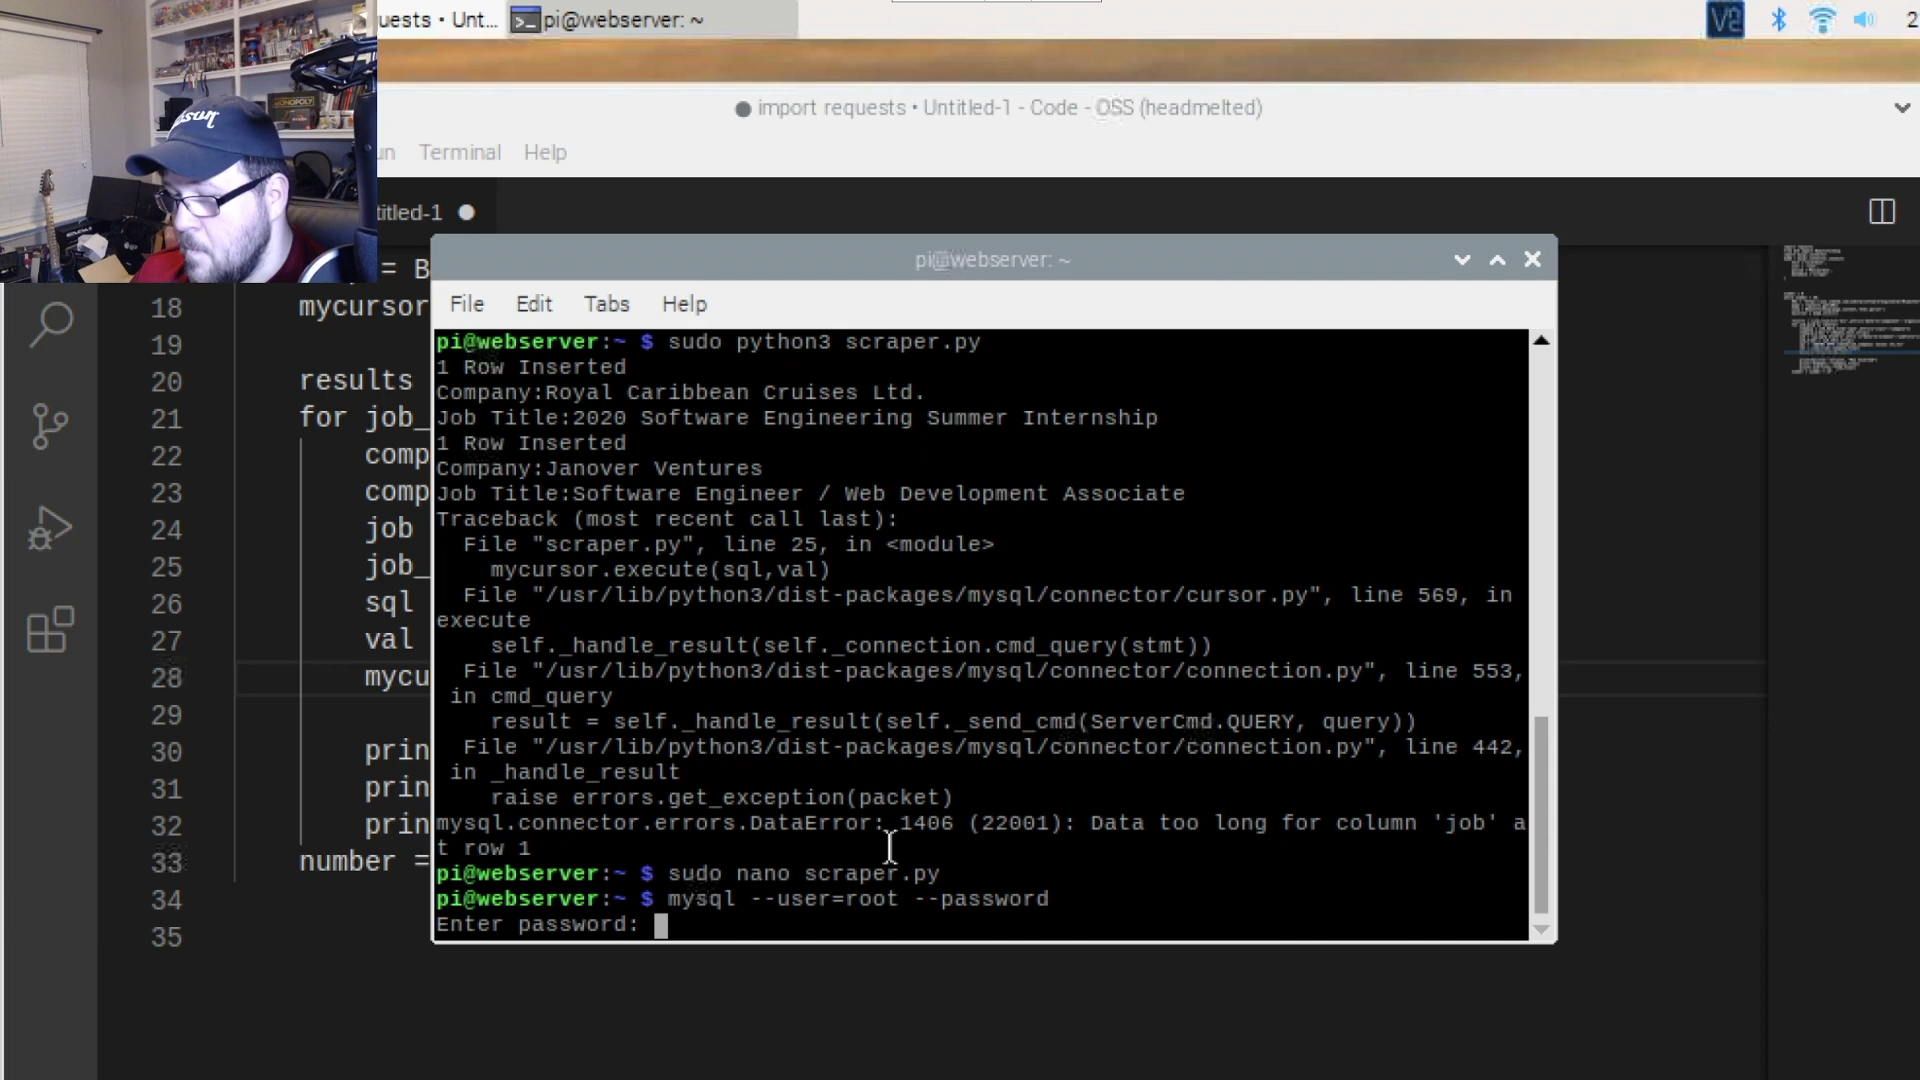 uests • Unt...
pi@webserver: ~
V2
2
MONOPOLY
import requests • Untitled-1 - Code - OSS (headmelted)
un Terminal Help
titled-1
= B
18 mycursor
19
20 results
21 for job_
22 comp
23 comp
24 job
25 job_
26 sql
27 val
28 mycu
29
30 prin
31 prin
32 prin
33 number =
34
35
pi@webserver: ~
File Edit Tabs Help
pi@webserver:~ $ sudo python3 scraper.py
1 Row Inserted
Company:Royal Caribbean Cruises Ltd.
Job Title:2020 Software Engineering Summer Internship
1 Row Inserted
Company:Janover Ventures
Job Title:Software Engineer / Web Development Associate
Traceback (most recent call last):
File "scraper.py", line 25, in <module>
mycursor.execute(sql,val)
File "/usr/lib/python3/dist-packages/mysql/connector/cursor.py", line 569, in
execute
self._handle_result(self._connection.cmd_query(stmt))
File "/usr/lib/python3/dist-packages/mysql/connector/connection.py", line 553,
in cmd_query
result = self._handle_result(self._send_cmd(ServerCmd.QUERY, query))
File "/usr/lib/python3/dist-packages/mysql/connector/connection.py", line 442,
in _handle_result
raise errors.get_exception(packet)
mysql.connector.errors.DataError: 1406 (22001): Data too long for column 'job' a
t row 1
pi@webserver:~ $ sudo nano scraper.py
pi@webserver:~ $ mysql --user=root --password
Enter password: